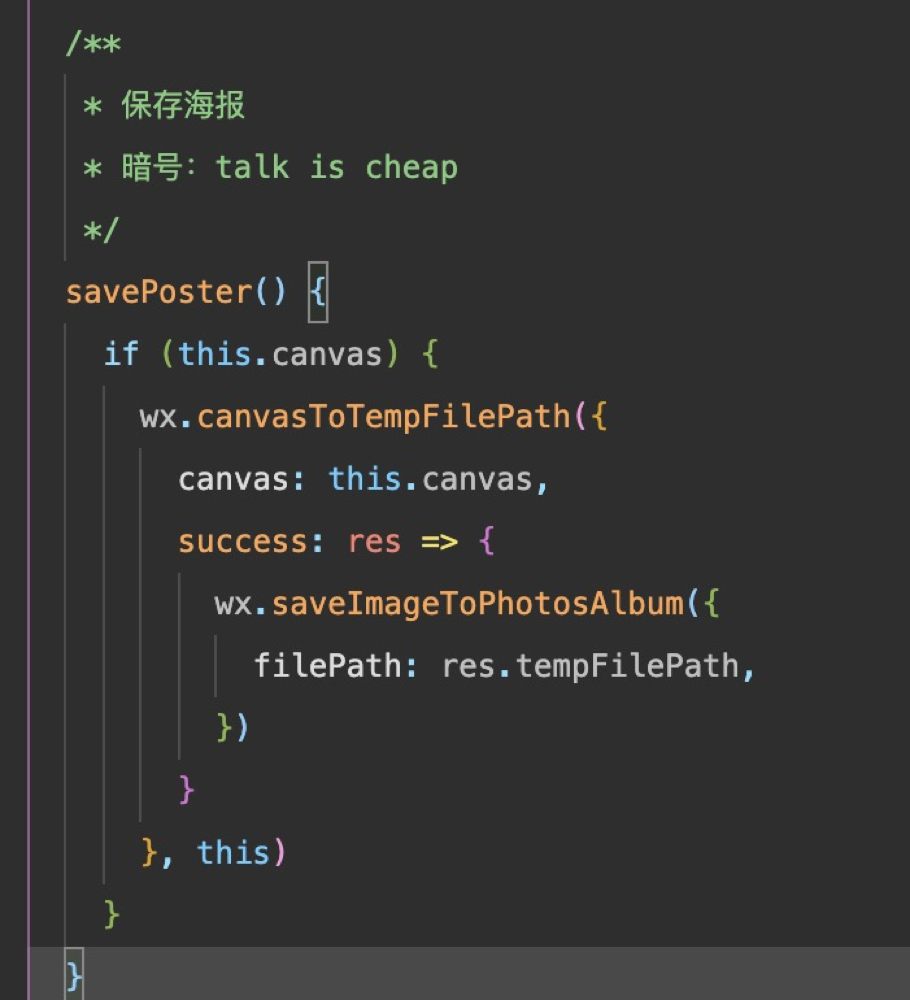 /**
* 保存海报
* 暗号：talk is cheap
*/
savePoster() {
if (this.canvas) {
wx.canvasToTempFilePath({
canvas: this.canvas,
success: res => {
wx.saveImageToPhotosAlbum({
filePath: res.tempFilePath,
})
}
}, this)
}
}